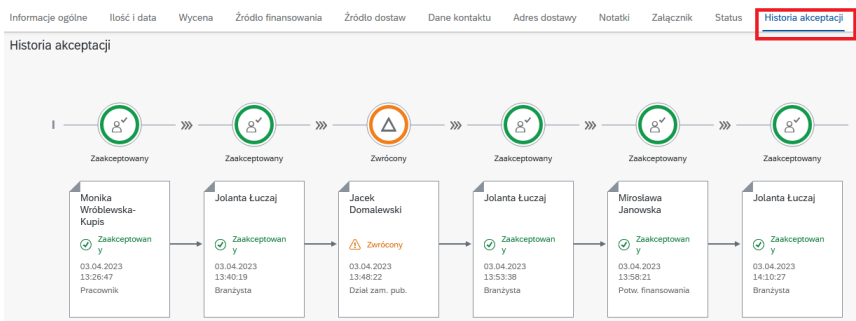 Informacje ogólne Ilość i data Wycena Źródło finansowania Źródło dostaw Dane kontaktu Adres dostawy Notatki Załącznik Status Historia akceptacji
Historia akceptacji
Zaakceptowany Zaakceptowany Zwrócony Zaakceptowany Zaakceptowany Zaakceptowany
Monika
Wróblewska-
Kupis
Zaakceptowan
y
03.04.2023
13:26:47
Pracownik
Jolanta Łuczaj
Zaakceptowan
y
03.04.2023
13:40:19
Branżysta
Jacek
Domalewski
Zwrócony
03.04.2023
13:48:22
Dział zam. pub.
Jolanta Łuczaj
Zaakceptowan
y
03.04.2023
13:53:38
Branżysta
Mirosława
Janowska
Zaakceptowan
y
03.04.2023
13:58:21
Potw. finansowania
Jolanta Łuczaj
Zaakceptowan
y
03.04.2023
14:10:27
Branżysta